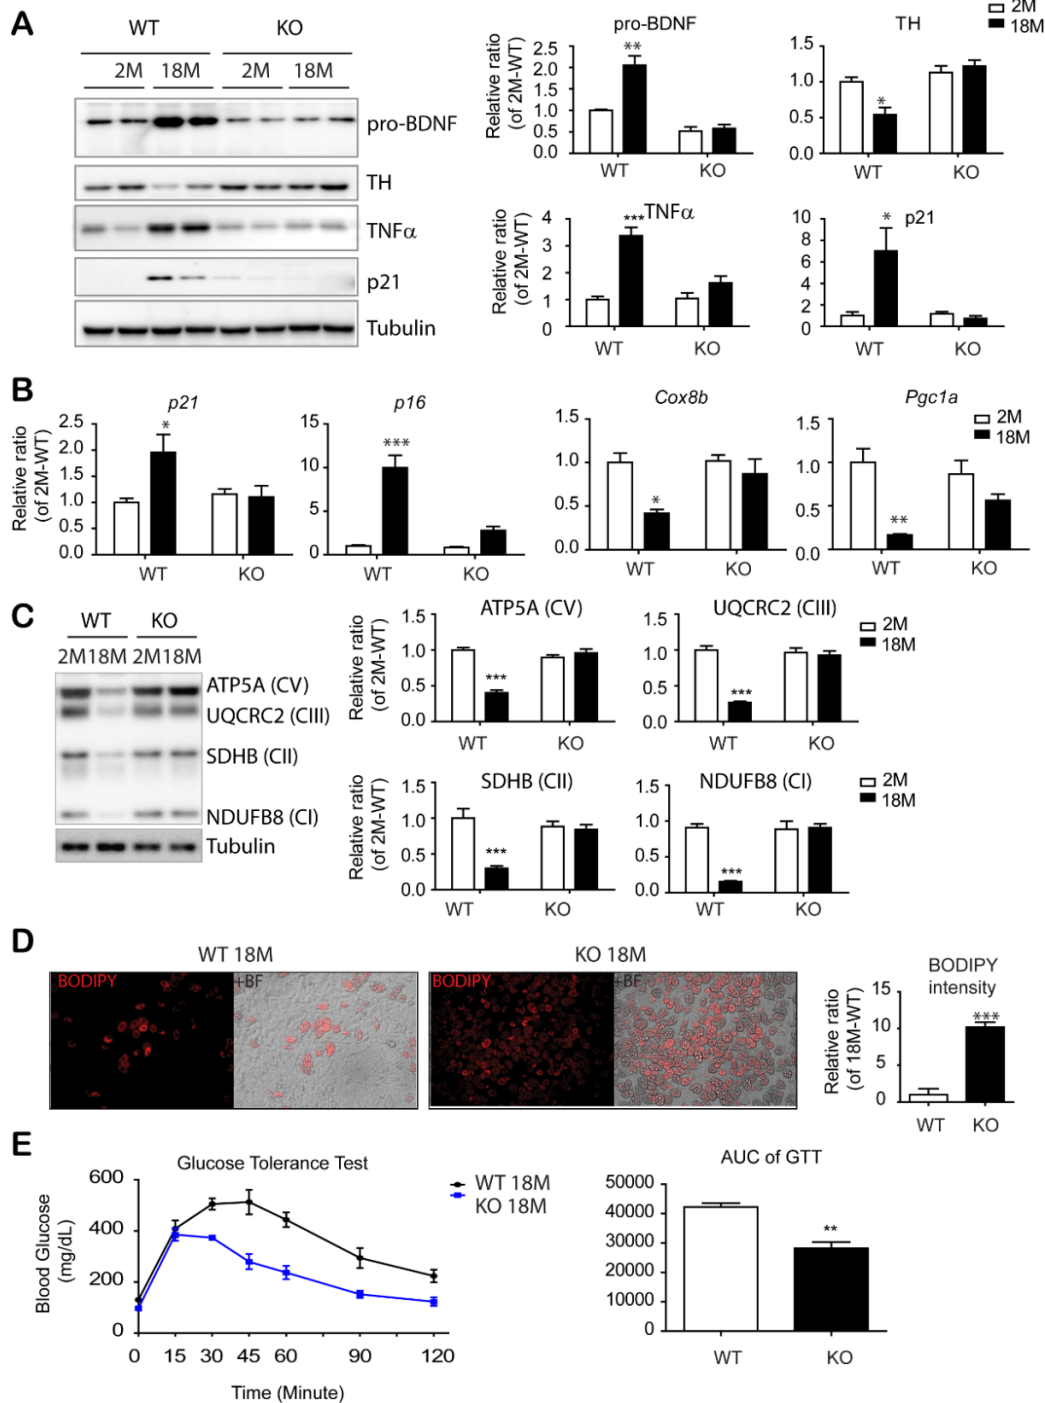 A
WT KO
2M 18M 2M 18M
pro-BDNF
TH
TNFα
p21
Tubulin
pro-BDNF
Relative ratio
(of 2M-WT)
2.5
2.0
1.5
1.0
0.5
0.0
**
WT KO
TH
2M
18M
1.5
1.0
0.5
0.0
*
WT KO
TNFα
Relative ratio
(of 2M-WT)
4
3
2
1
0
***
WT KO
p21
10
8
6
4
2
0
*
WT KO
B
p21
Relative ratio
(of 2M-WT)
2.5
2.0
1.5
1.0
0.5
0.0
*
WT KO
p16
15
10
5
0
***
WT KO
Cox8b
1.5
1.0
0.5
0.0
*
WT KO
Pgc1a
2M
18M
1.5
1.0
0.5
0.0
**
WT KO
C
WT KO
2M 18M 2M 18M
ATP5A (CV)
UQCRC2 (CIII)
SDHB (CII)
NDUFB8 (CI)
Tubulin
ATP5A (CV)
Relative ratio
(of 2M-WT)
1.5
1.0
0.5
0.0
***
WT KO
UQCRC2 (CIII)
2M
18M
1.5
1.0
0.5
0.0
***
WT KO
SDHB (CII)
Relative ratio
(of 2M-WT)
1.5
1.0
0.5
0.0
***
WT KO
NDUFB8 (CI)
2M
18M
1.5
1.0
0.5
0
***
WT KO
D
WT 18M
BODIPY +BF
KO 18M
BODIPY +BF
BODIPY
intensity
Relative ratio
(of 18M-WT)
15
10
5
0
***
WT KO
E
Glucose Tolerance Test
WT 18M
KO 18M
Blood Glucose
(mg/dL)
600
400
200
0
0 15 30 45 60 90 120
Time (Minute)
AUC of GTT
50000
40000
30000
20000
10000
0
**
WT KO